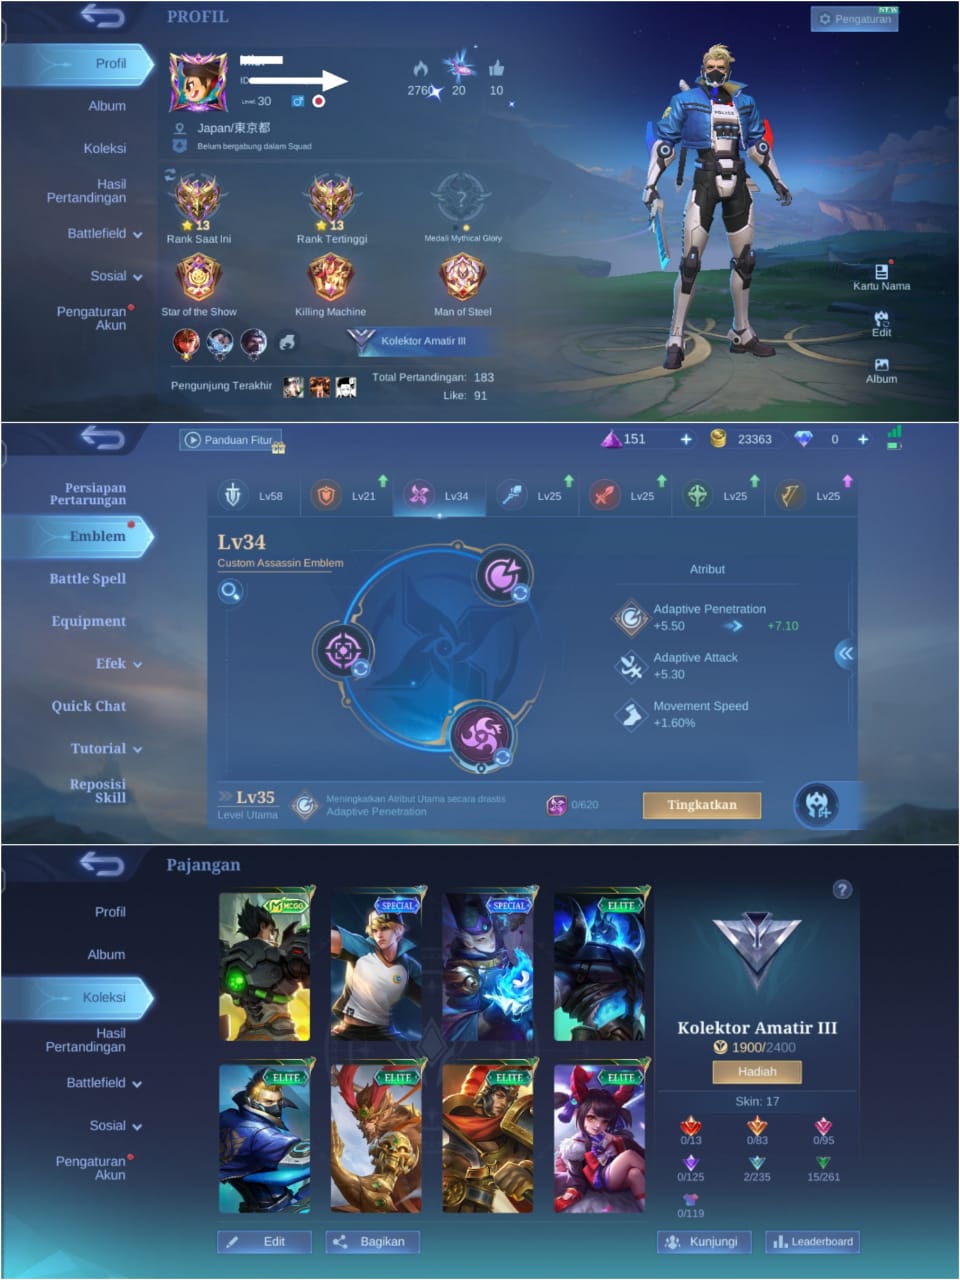 PROFIL
Pengaturan
Profil
Album
Koleksi
Hasil
Pertandingan
Battlefield
Sosial
Pengaturan
Akun
ID
Level 30
2760
20
10
Japan/東京都
Belum bergabung dalam Squad
13
13
Rank Saat Ini
Rank Tertinggi
Medali Mythical Glory
Star of the Show
Killing Machine
Man of Steel
Kolektor Amatir III
Pengunjung Terakhir
Total Pertandingan: 183
Like: 91
POLICE
Kartu Nama
Edit
Album
Panduan Fitur
151
23363
0
Persiapan
Pertarungan
Emblem
Battle Spell
Equipment
Efek
Quick Chat
Tutorial
Reposisi
Skill
Lv58
Lv21
Lv34
Lv25
Lv25
Lv25
Lv25
Lv34
Custom Assassin Emblem
Atribut
Adaptive Penetration
+5.50
+7.10
Adaptive Attack
+5.30
Movement Speed
+1.60%
Lv35
Level Utama
Meningkatkan Atribut Utama secara drastis
Adaptive Penetration
0/620
Tingkatkan
Pajangan
Profil
Album
Koleksi
Hasil
Pertandingan
Battlefield
Sosial
Pengaturan
Akun
MCGG
SPECIAL
SPECIAL
ELITE
ELITE
ELITE
ELITE
ELITE
Kolektor Amatir III
1900/2400
Hadiah
Skin: 17
0/13
0/83
0/95
0/125
2/235
15/261
0/119
Edit
Bagikan
Kunjungi
Leaderboard